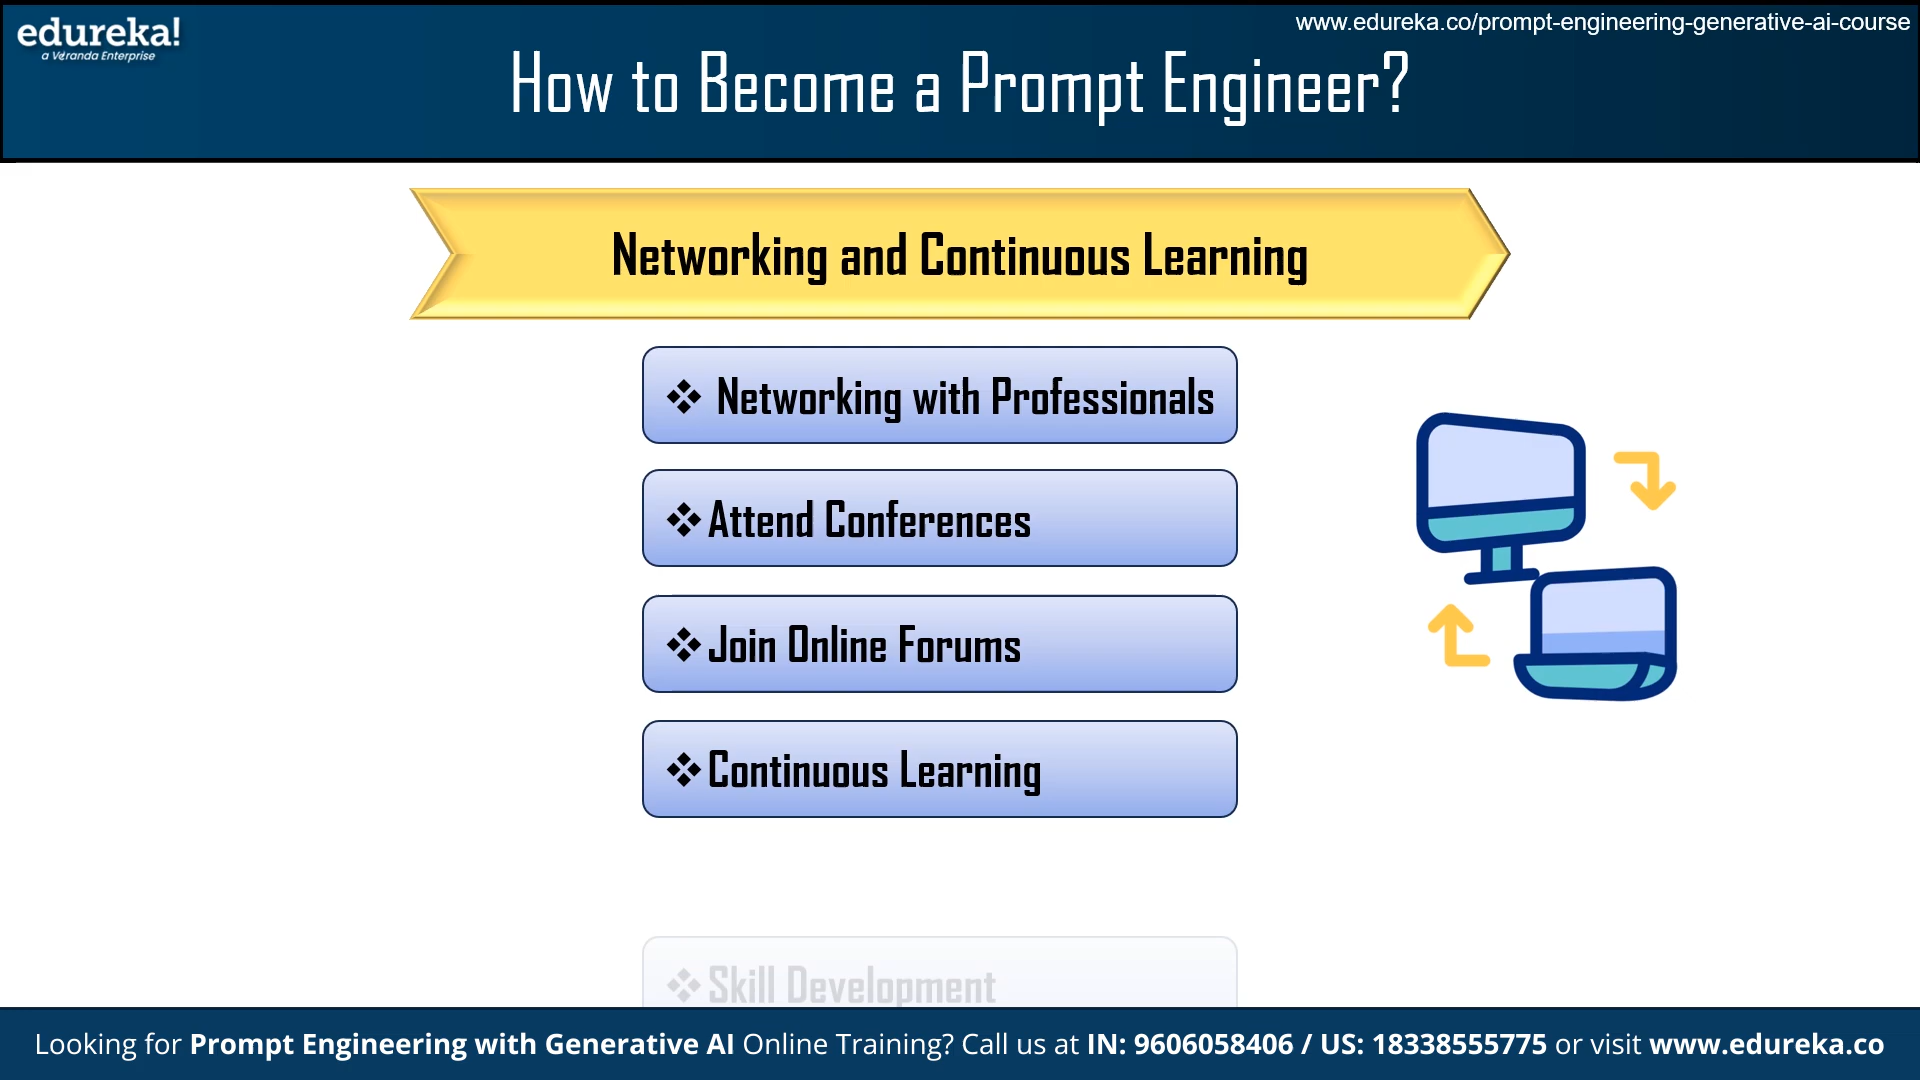 edureka!
a Veranda Enterprise
www.edureka.co/prompt-engineering-generative-ai-course
How to Become a Prompt Engineer?
Networking and Continuous Learning
❖ Networking with Professionals
❖ Attend Conferences
❖ Join Online Forums
❖ Continuous Learning
❖ Skill Development
Looking for Prompt Engineering with Generative AI Online Training? Call us at IN: 9606058406 / US: 18338555775 or visit www.edureka.co